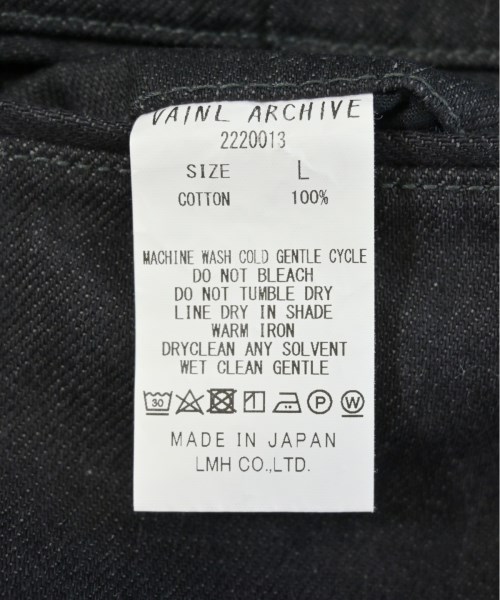 VAINL ARCHIVE
2220013
SIZE L
COTTON 100%
MACHINE WASH COLD GENTLE CYCLE
DO NOT BLEACH
DO NOT TUMBLE DRY
LINE DRY IN SHADE
WARM IRON
DRYCLEAN ANY SOLVENT
WET CLEAN GENTLE
30 P W
MADE IN JAPAN
LMH CO.,LTD.